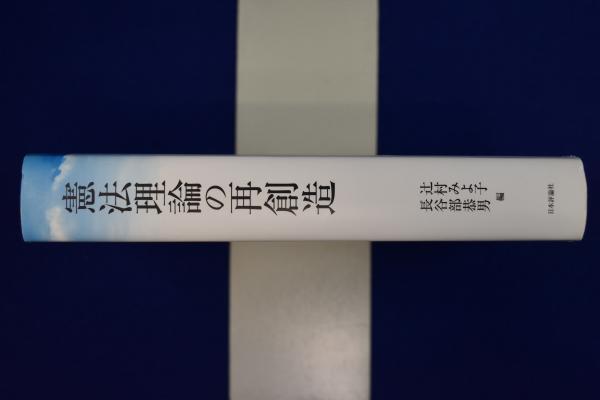 憲法理論の再創造
辻村みよ子
長谷部恭男
編
日本評論社